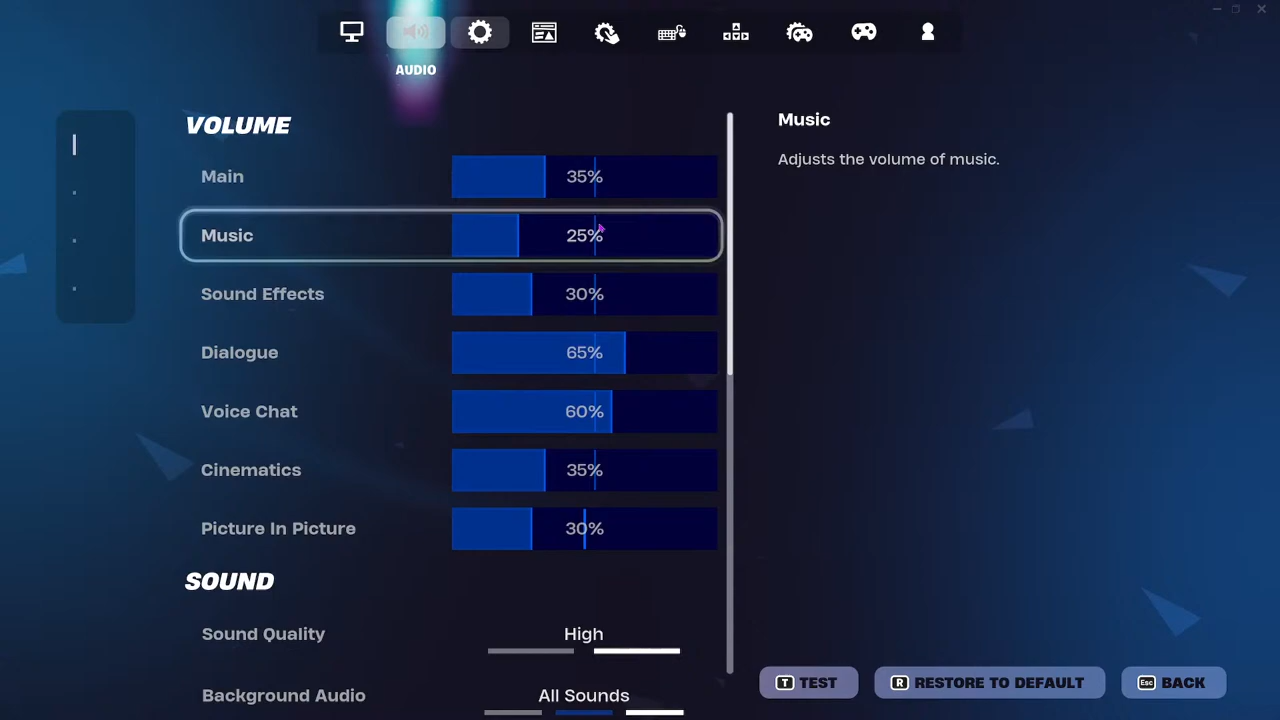 AUDIO
VOLUME
Music
Adjusts the volume of music.
Main 35%
Music 25%
Sound Effects 30%
Dialogue 65%
Voice Chat 60%
Cinematics 35%
Picture In Picture 30%
SOUND
Sound Quality High
Background Audio All Sounds
T TEST
R RESTORE TO DEFAULT
Esc BACK